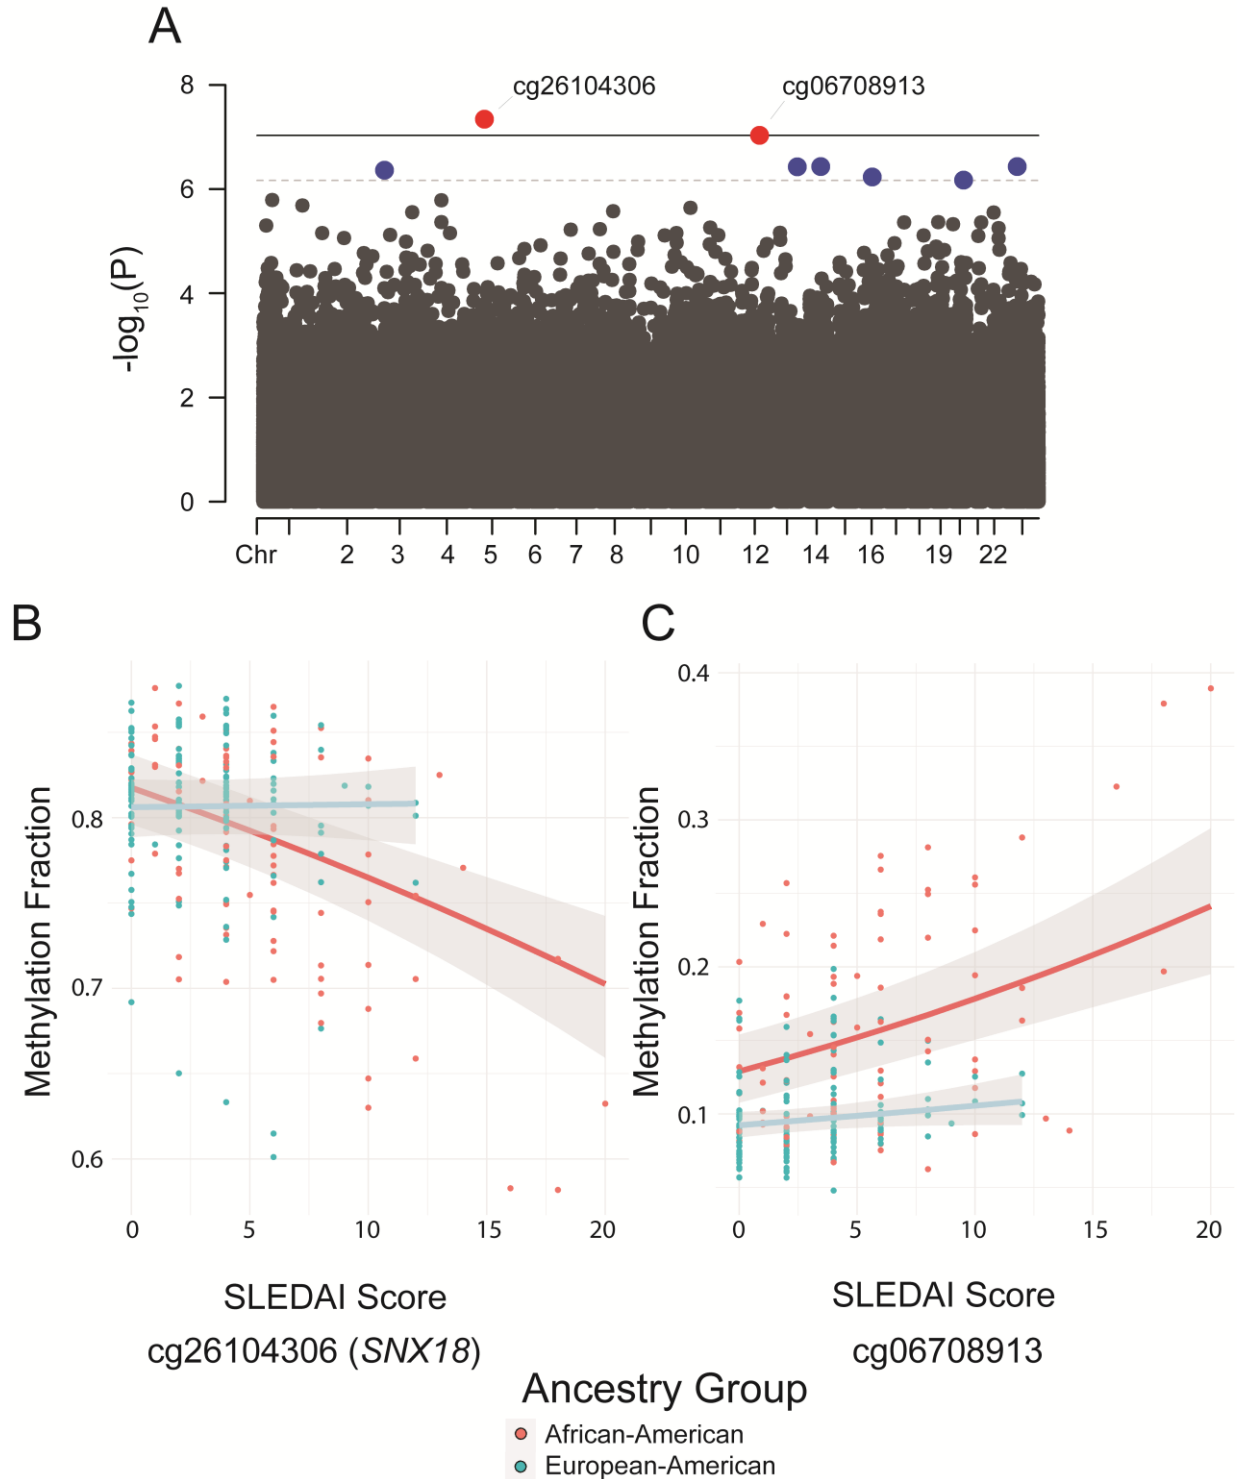 A
cg26104306 cg06708913
8
6
4
2
0
-log10(P)
Chr 2 3 4 5 6 7 8 10 12 14 16 19 22
B
C
0.8
0.7
0.6
Methylation Fraction
0 5 10 15 20
SLEDAI Score
cg26104306 (SNX18)
0.4
0.3
0.2
0.1
Methylation Fraction
0 5 10 15 20
SLEDAI Score
cg06708913
Ancestry Group
African-American
European-American